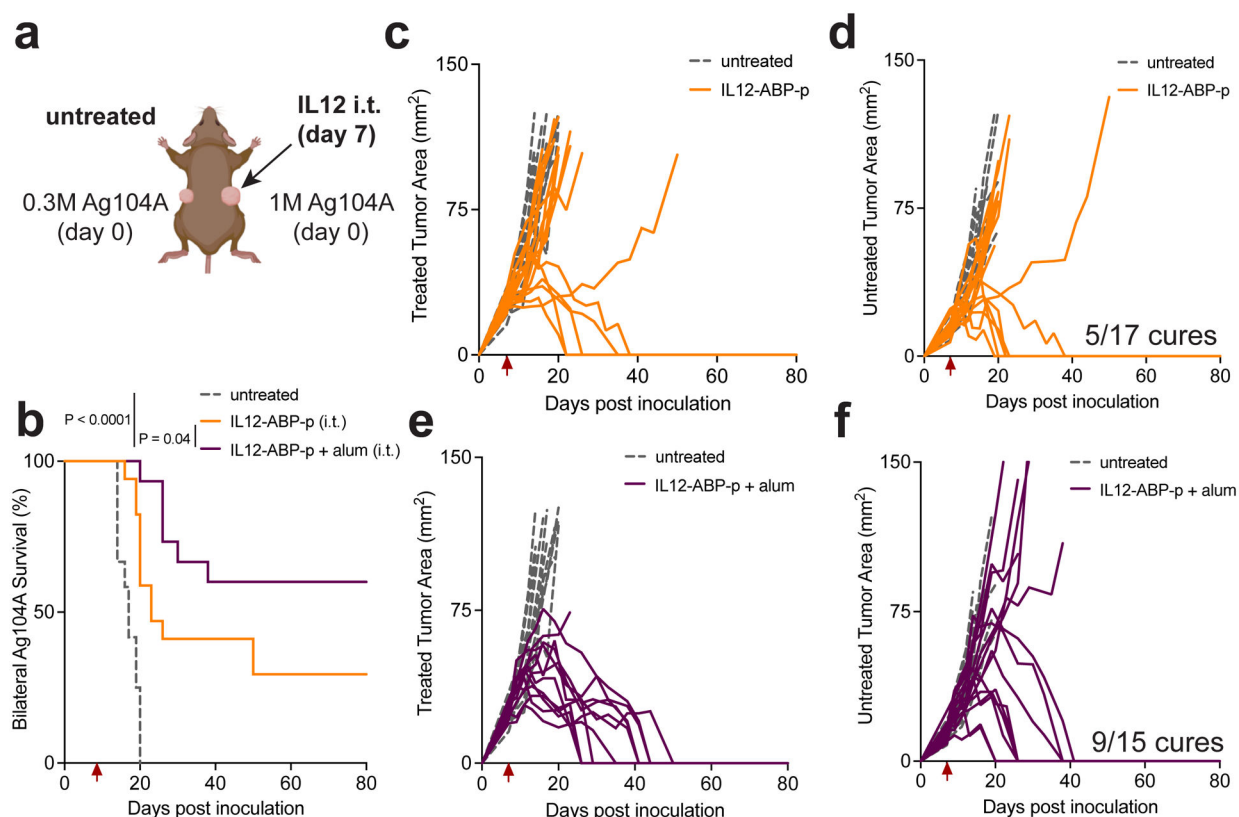 a
untreated
IL12 i.t.
(day 7)
0.3M Ag104A
(day 0)
1M Ag104A
(day 0)
b
P < 0.0001
P = 0.04
untreated
IL12-ABP-p (i.t.)
IL12-ABP-p + alum (i.t.)
Bilateral Ag104A Survival (%)
100
50
0
0 20 40 60 80
Days post inoculation
c
untreated
IL12-ABP-p
Treated Tumor Area (mm²)
150
75
0
0 20 40 60 80
Days post inoculation
d
untreated
IL12-ABP-p
Untreated Tumor Area (mm²)
150
75
0
5/17 cures
0 20 40 60 80
Days post inoculation
e
untreated
IL12-ABP-p + alum
Treated Tumor Area (mm²)
150
75
0
0 20 40 60 80
Days post inoculation
f
untreated
IL12-ABP-p + alum
Untreated Tumor Area (mm²)
150
75
0
9/15 cures
0 20 40 60 80
Days post inoculation